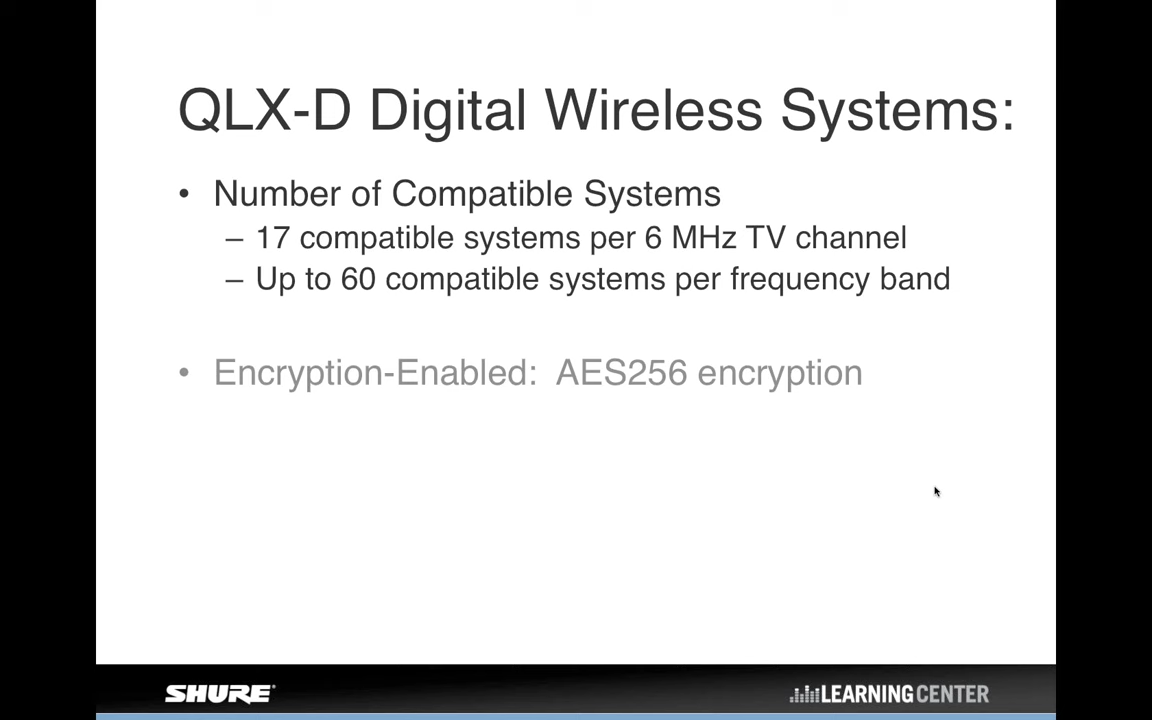 QLX-D Digital Wireless Systems:
• Number of Compatible Systems
– 17 compatible systems per 6 MHz TV channel
– Up to 60 compatible systems per frequency band
• Encryption-Enabled:  AES256 encryption
SHURE® LEARNING CENTER